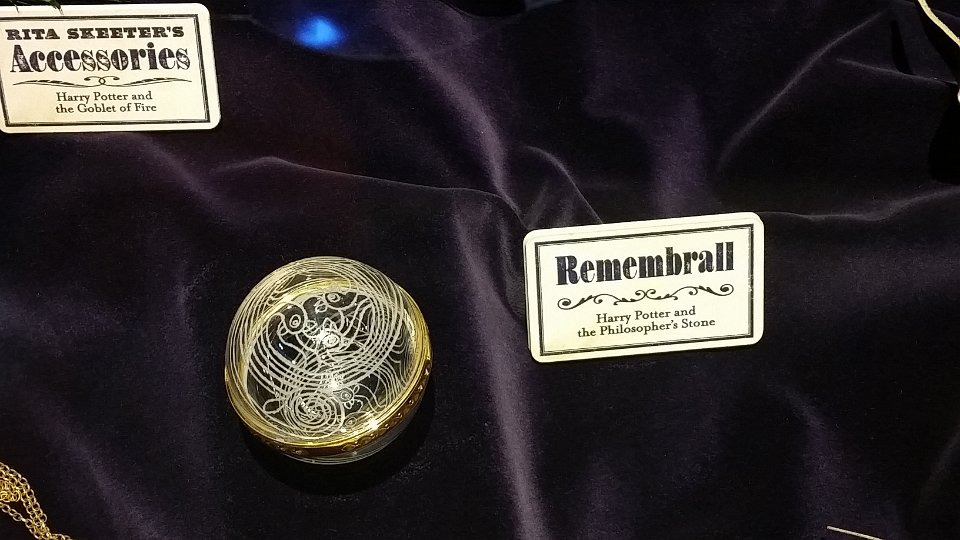 RITA SKEETER'S
Accessories
Harry Potter and
the Goblet of Fire
Remembrall
Harry Potter and
the Philosopher's Stone